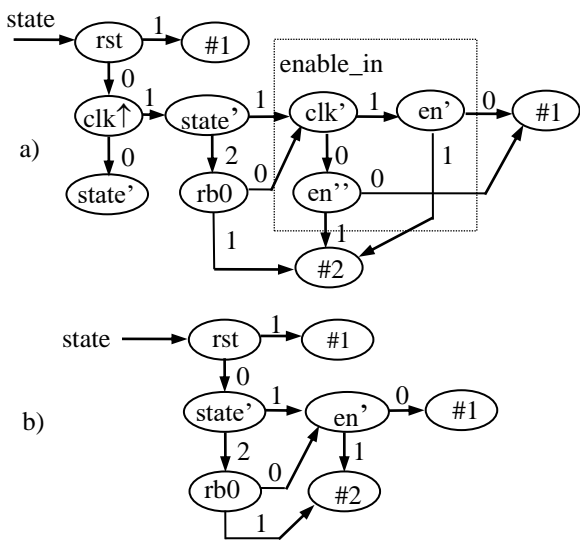 state
rst
1
#1
0
enable_in
clk↑
1
state’
1
clk’
1
en’
0
#1
a)
0
2
0
0
1
state’
rb0
en’’
0
1
1
#2
state
rst
1
#1
0
b)
state’
1
en’
0
#1
2
0
1
rb0
#2
1